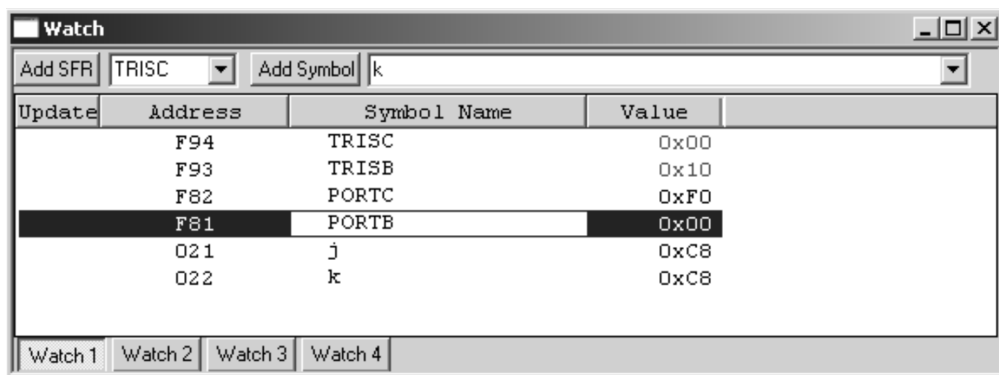 Watch
Add SFR TRISC Add Symbol k
Update Address Symbol Name Value
F94 TRISC 0x00
F93 TRISB 0x10
F82 PORTC 0xF0
F81 PORTB 0x00
021 j 0xC8
022 k 0xC8
Watch 1 Watch 2 Watch 3 Watch 4